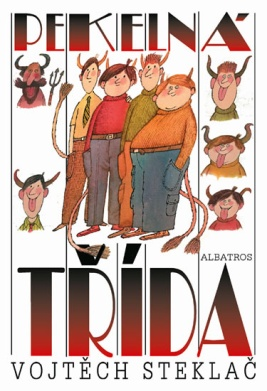 PEKELNÁ
ALBATROS
TŘÍDA
VOJTĚCH STEKLAČ